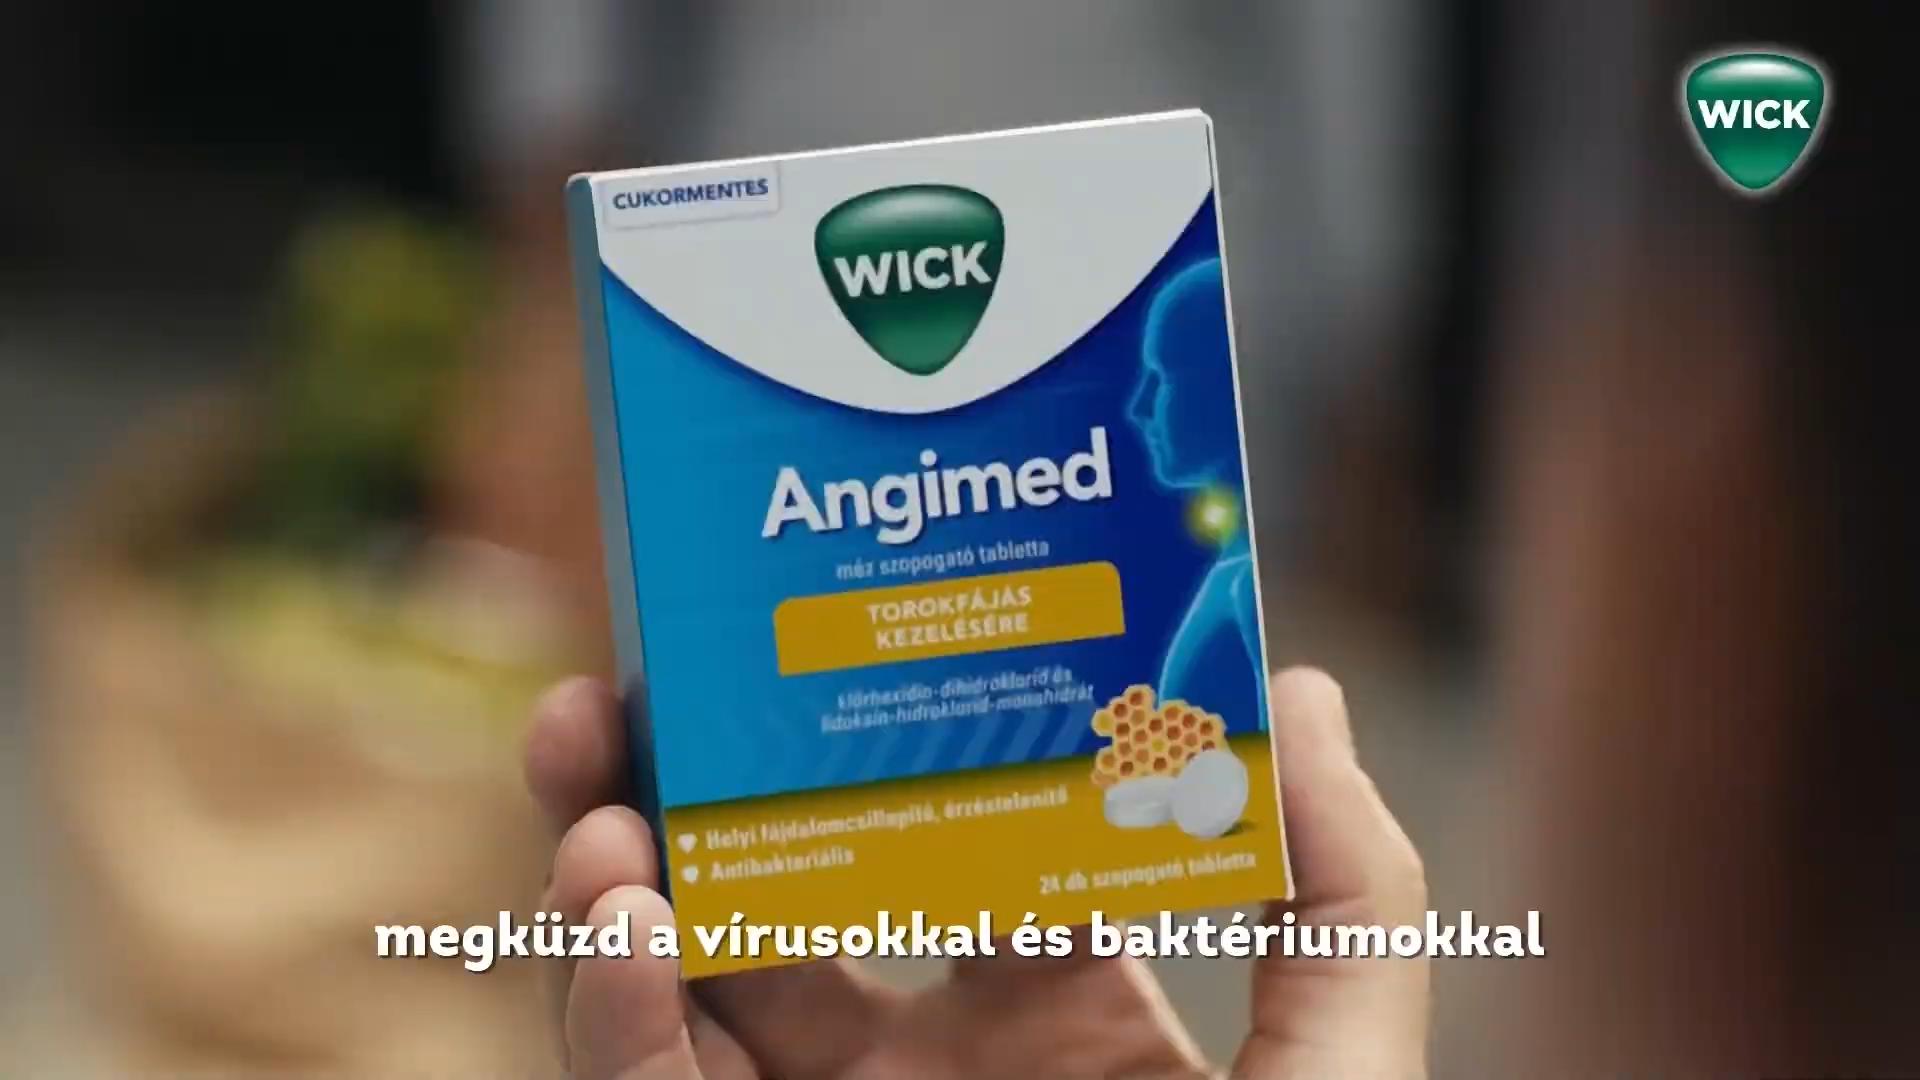 WICK
CUKORMENTES
WICK
Angimed
méz szopogató tabletta
TOROKFÁJÁS
KEZELÉSÉRE
klórhexidin-dihidroklorid és
lidokain-hidroklorid-monohidrát
Helyi fájdalomcsillapító, érzéstelenítő
Antibakteriális
24 db szopogató tabletta
megküzd a vírusokkal és baktériumokkal